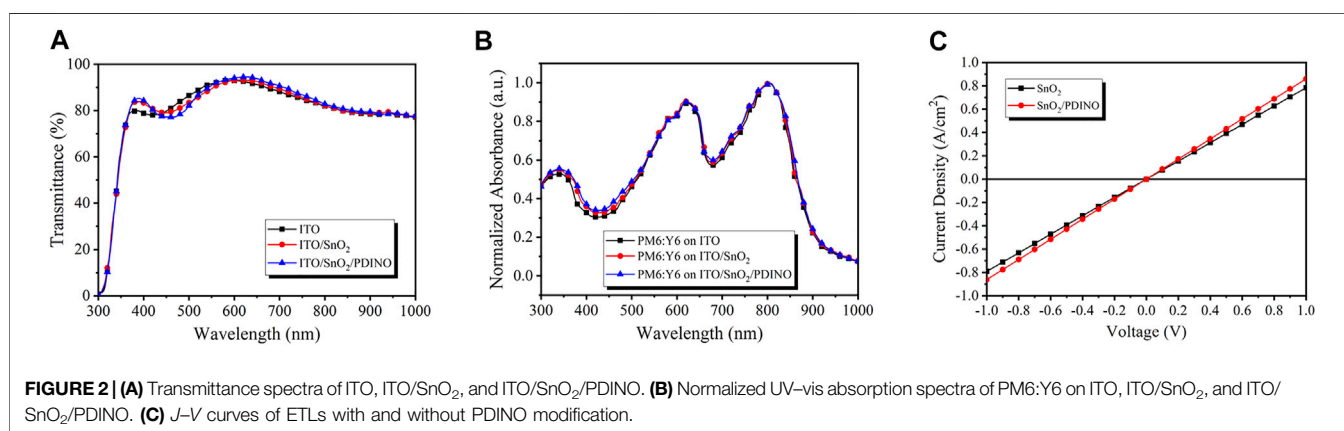 A
Transmittance (%)
100
80
60
40
20
0
ITO
ITO/SnO₂
ITO/SnO₂/PDINO
300 400 500 600 700 800 900 1000
Wavelength (nm)
B
Normalized Absorbance (a.u.)
1.0
0.8
0.6
0.4
0.2
0.0
PM6:Y6 on ITO
PM6:Y6 on ITO/SnO₂
PM6:Y6 on ITO/SnO₂/PDINO
300 400 500 600 700 800 900 1000
Wavelength (nm)
C
Current Density (A/cm²)
1.0
0.8
0.6
0.4
0.2
0.0
-0.2
-0.4
-0.6
-0.8
-1.0
SnO₂
SnO₂/PDINO
-1.0 -0.8 -0.6 -0.4 -0.2 0.0 0.2 0.4 0.6 0.8 1.0
Voltage (V)
FIGURE 2 | (A) Transmittance spectra of ITO, ITO/SnO₂, and ITO/SnO₂/PDINO. (B) Normalized UV–vis absorption spectra of PM6:Y6 on ITO, ITO/SnO₂, and ITO/
SnO₂/PDINO. (C) J–V curves of ETLs with and without PDINO modification.